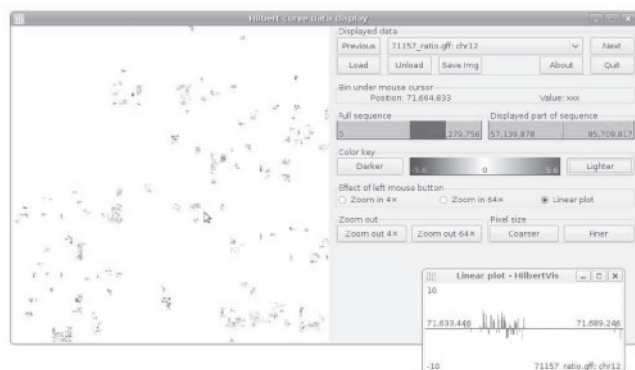 Hilbert curve data display
Displayed data
Previous 71157_ratio.gff: chr12 Next
Load Unload Save Img About Quit
Bin under mouse cursor
Position: 71.664.833 Value: xxx
Full sequence Displayed part of sequence
0 57,139,878 85,709,817
Color key
Darker -5.6 0 5.6 Lighter
Effect of left mouse button
Zoom in 4× Zoom in 64× Linear plot
Zoom out Pixel size
Zoom out 4× Zoom out 64× Coarser Finer
Linear plot - HilbertVis
10
71.633.446 71.689.246
-10 71157_ratio.gff: chr12